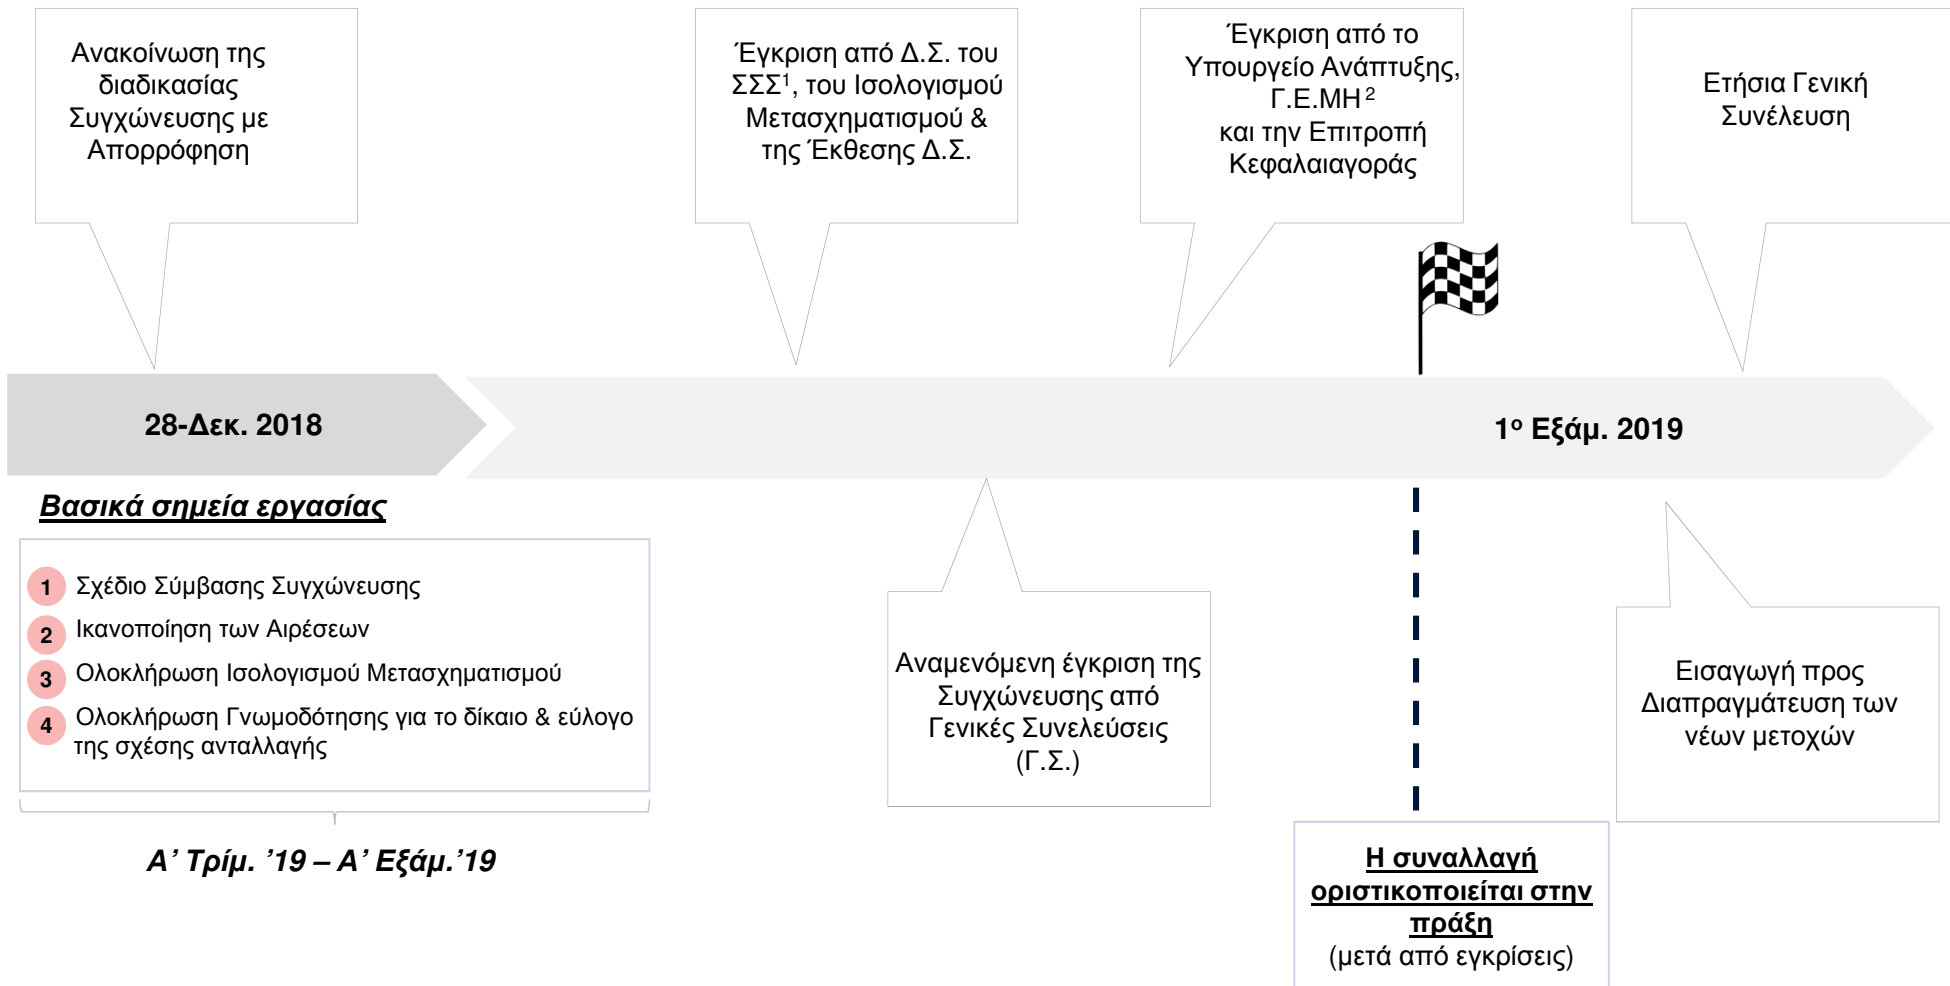 Ανακοίνωση της
διαδικασίας
Συγχώνευσης με
Απορρόφηση
Έγκριση από Δ.Σ. του
ΣΣΣ¹, του Ισολογισμού
Μετασχηματισμού &
της Έκθεσης Δ.Σ.
Έγκριση από το
Υπουργείο Ανάπτυξης,
Γ.Ε.ΜΗ²
και την Επιτροπή
Κεφαλαιαγοράς
Ετήσια Γενική
Συνέλευση
28-Δεκ. 2018
1ο Εξάμ. 2019
Βασικά σημεία εργασίας
1 Σχέδιο Σύμβασης Συγχώνευσης
2 Ικανοποίηση των Αιρέσεων
3 Ολοκλήρωση Ισολογισμού Μετασχηματισμού
4 Ολοκλήρωση Γνωμοδότησης για το δίκαιο & εύλογο
της σχέσης ανταλλαγής
Α’ Τρίμ. ’19 – Α’ Εξάμ.’19
Αναμενόμενη έγκριση της
Συγχώνευσης από
Γενικές Συνελεύσεις
(Γ.Σ.)
Εισαγωγή προς
Διαπραγμάτευση των
νέων μετοχών
Η συναλλαγή
οριστικοποιείται στην
πράξη
(μετά από εγκρίσεις)